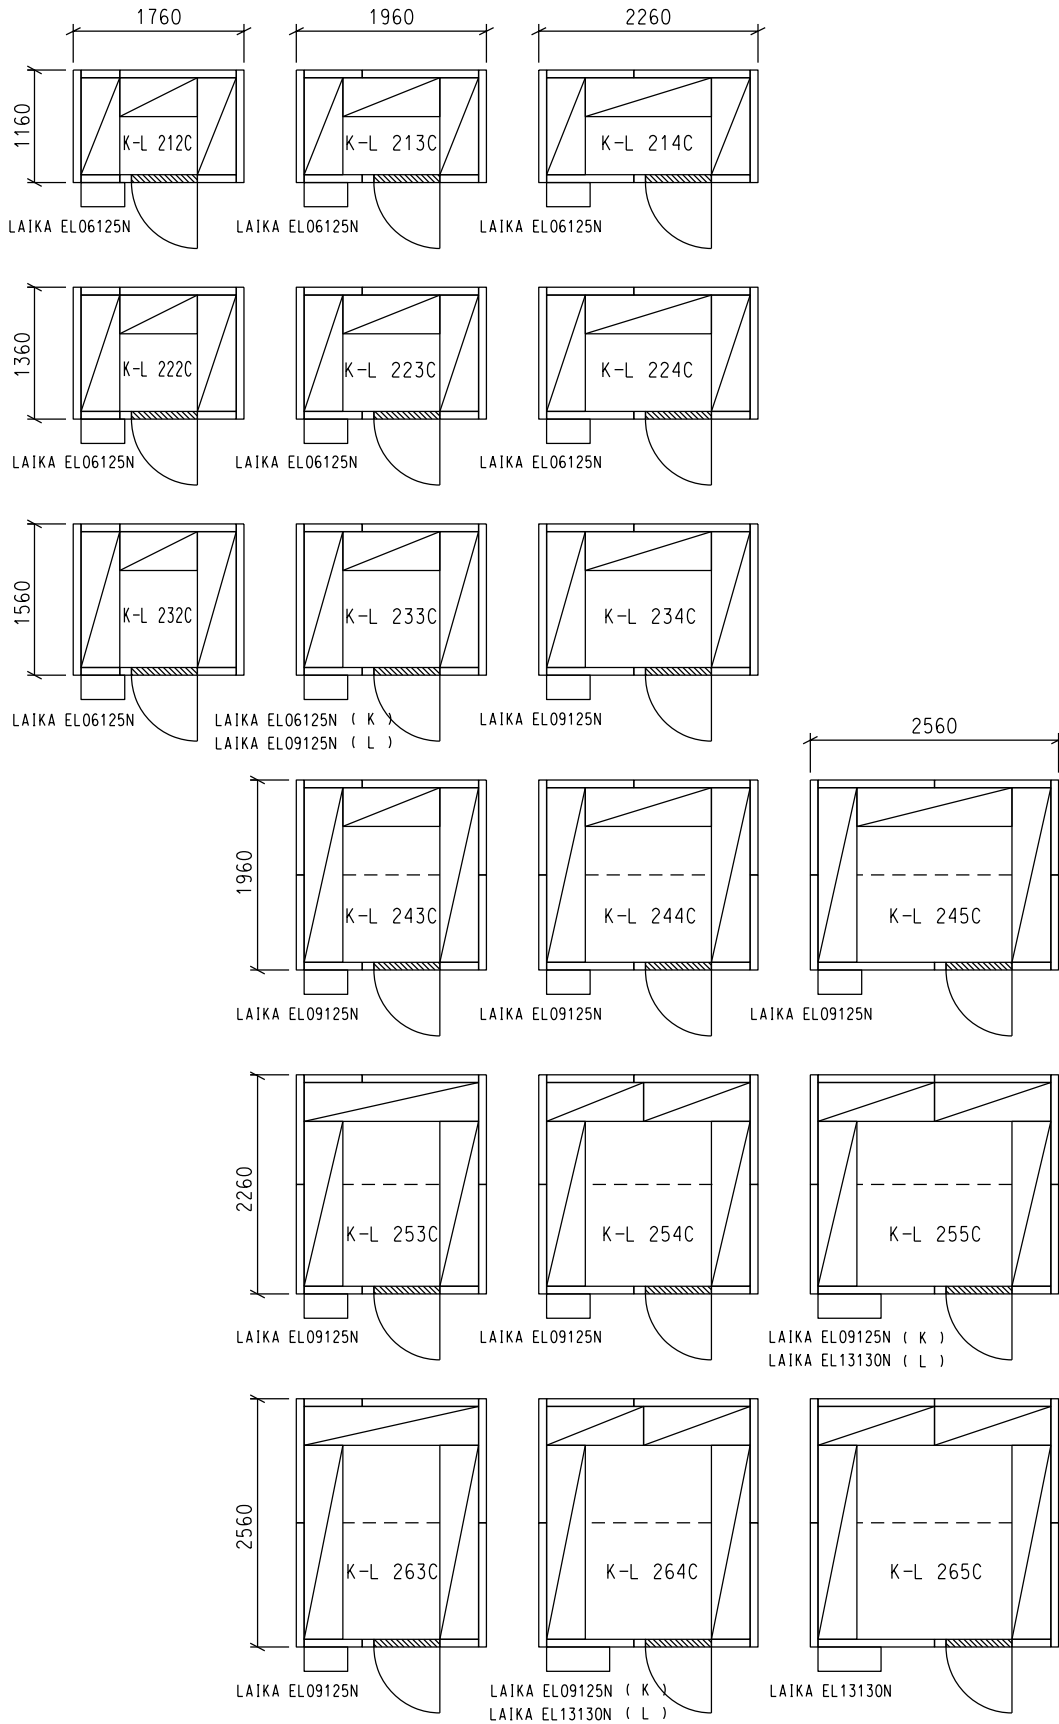 1760
1960
2260
1160
K-L 212C
K-L 213C
K-L 214C
LAIKA EL06125N
LAIKA EL06125N
LAIKA EL06125N
1360
K-L 222C
K-L 223C
K-L 224C
LAIKA EL06125N
LAIKA EL06125N
LAIKA EL06125N
1560
K-L 232C
K-L 233C
K-L 234C
LAIKA EL06125N
LAIKA EL06125N ( K )
LAIKA EL09125N ( L )
LAIKA EL09125N
2560
1960
K-L 243C
K-L 244C
K-L 245C
LAIKA EL09125N
LAIKA EL09125N
LAIKA EL09125N
2260
K-L 253C
K-L 254C
K-L 255C
LAIKA EL09125N
LAIKA EL09125N
LAIKA EL09125N ( K )
LAIKA EL13130N ( L )
2560
K-L 263C
K-L 264C
K-L 265C
LAIKA EL09125N
LAIKA EL09125N ( K )
LAIKA EL13130N ( L )
LAIKA EL13130N